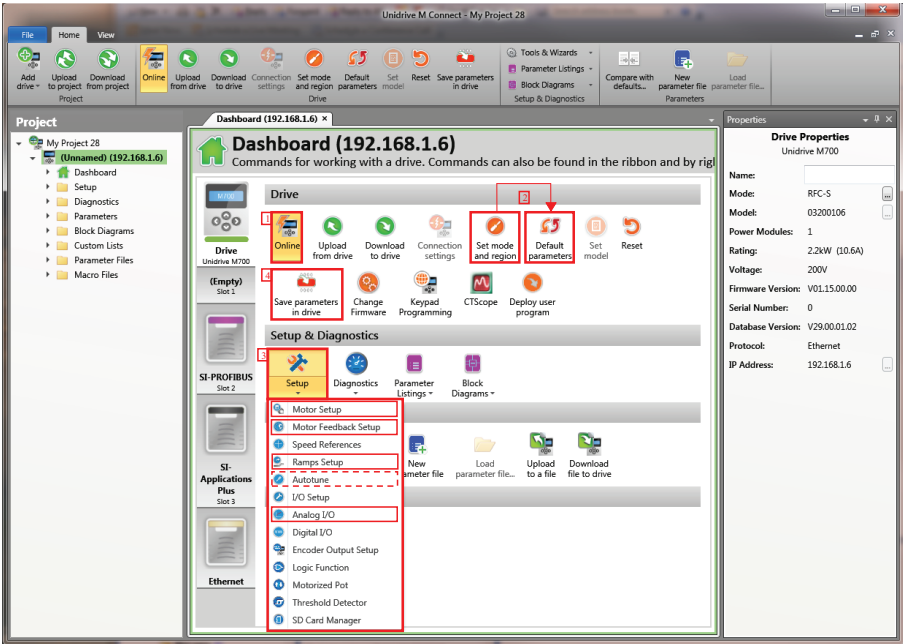 Unidrive M Connect - My Project 28
File Home View
Add drive
Upload to project
Download from project
Project
Online
Upload from drive
Download to drive
Connection settings
Set mode and region
Default parameters
Set model
Reset
Save parameters in drive
Drive
Tools & Wizards
Parameter Listings
Block Diagrams
Setup & Diagnostics
Compare with defaults...
New parameter file
Load parameter file...
Parameters
Project
My Project 28
(Unnamed) (192.168.1.6)
Dashboard
Setup
Diagnostics
Parameters
Block Diagrams
Custom Lists
Parameter Files
Macro Files
Dashboard (192.168.1.6) ×
Dashboard (192.168.1.6)
Commands for working with a drive. Commands can also be found in the ribbon and by rigl
M700
Drive
Unidrive M700
(Empty)
Slot 1
SI-PROFIBUS
Slot 2
SI-
Applications
Plus
Slot 3
Ethernet
Drive
2
1
Online
Upload from drive
Download to drive
Connection settings
Set mode and region
Default parameters
Set model
Reset
4
Save parameters in drive
Change Firmware
Keypad Programming
CTScope
Deploy user program
Setup & Diagnostics
3
Setup
Diagnostics
Parameter Listings
Block Diagrams
Motor Setup
Motor Feedback Setup
Speed References
Ramps Setup
Autotune
I/O Setup
Analog I/O
Digital I/O
Encoder Output Setup
Logic Function
Motorized Pot
Threshold Detector
SD Card Manager
New
ameter file
Load parameter file...
Upload to a file
Download file to drive
Properties
Drive Properties
Unidrive M700
Name:
Mode: RFC-S
Model: 03200106
Power Modules: 1
Rating: 2.2kW (10.6A)
Voltage: 200V
Firmware Version: V01.15.00.00
Serial Number: 0
Database Version: V29.00.01.02
Protocol: Ethernet
IP Address: 192.168.1.6